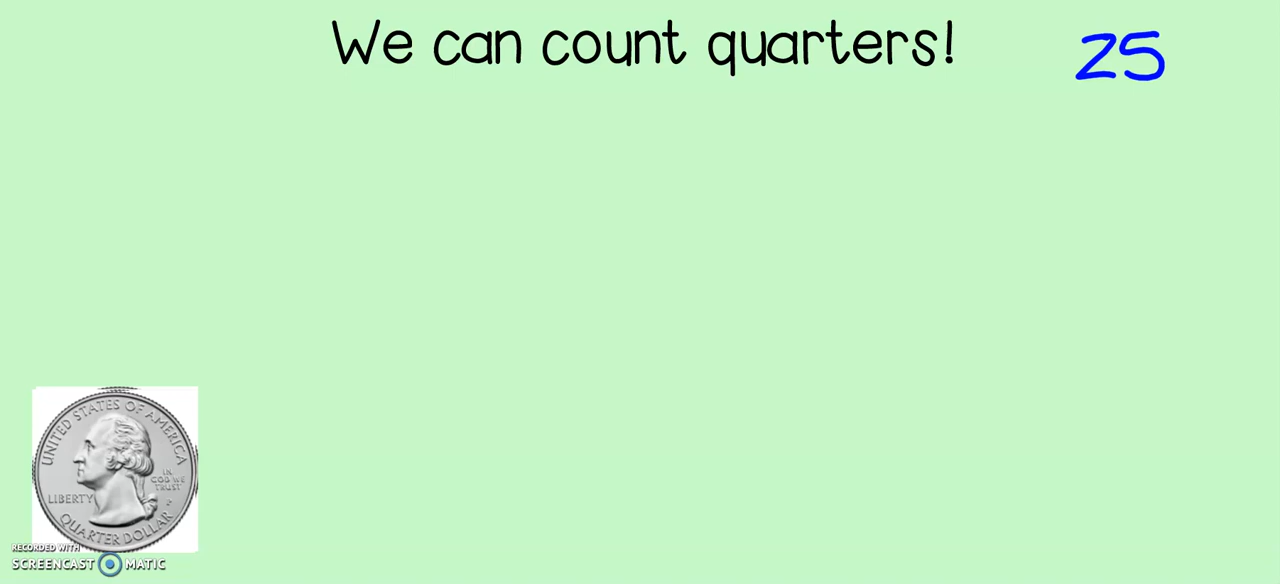 We can count quarters!
25
UNITED STATES OF AMERICA
IN
GOD WE
TRUST
LIBERTY
QUARTER DOLLAR
RECORDED WITH
SCREENCAST MATIC